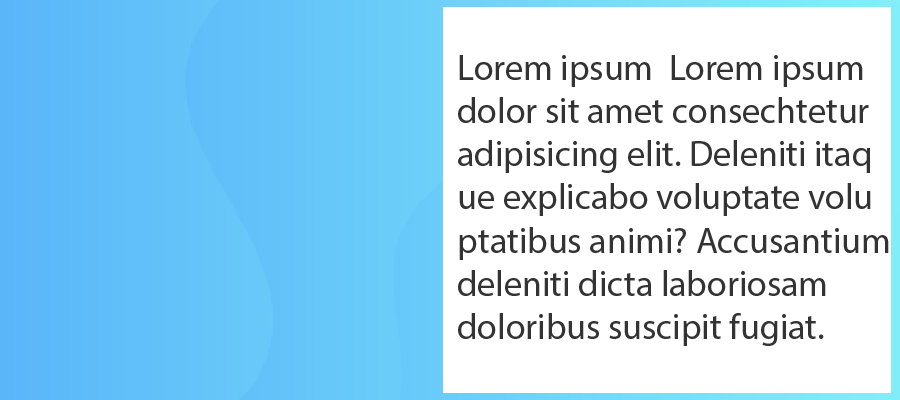 Lorem ipsum  Lorem ipsum
dolor sit amet consechtetur
adipisicing elit. Deleniti itaq
ue explicabo voluptate volu
ptatibus animi? Accusantium
deleniti dicta laboriosam
doloribus suscipit fugiat.